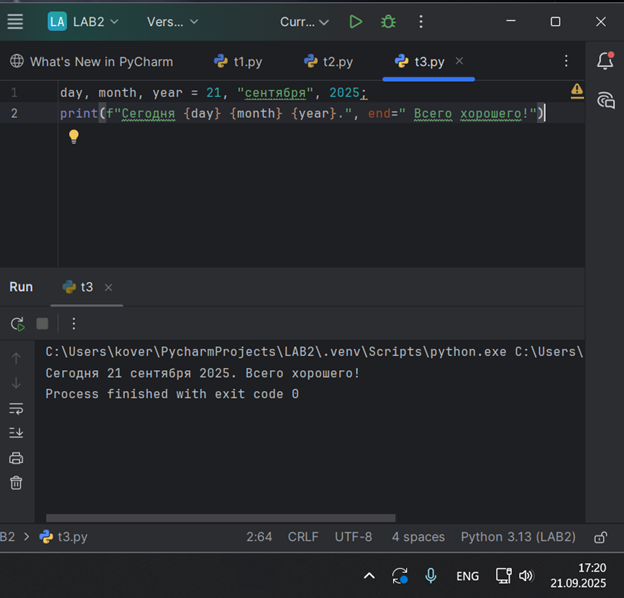 LA LAB2 Vers... Curr...
What's New in PyCharm t1.py t2.py t3.py
1 day, month, year = 21, "сентября", 2025;
2 print(f"Сегодня {day} {month} {year}.", end=" Всего хорошего!")
Run t3
C:\Users\kover\PycharmProjects\LAB2\.venv\Scripts\python.exe C:\Users\
Сегодня 21 сентября 2025. Всего хорошего!
Process finished with exit code 0
B2 > t3.py 2:64 CRLF UTF-8 4 spaces Python 3.13 (LAB2)
ENG 17:20
21.09.2025